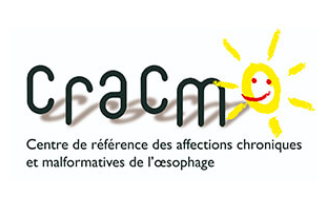 CracmO
Centre de référence des affections chroniques
et malformatives de l'œsophage